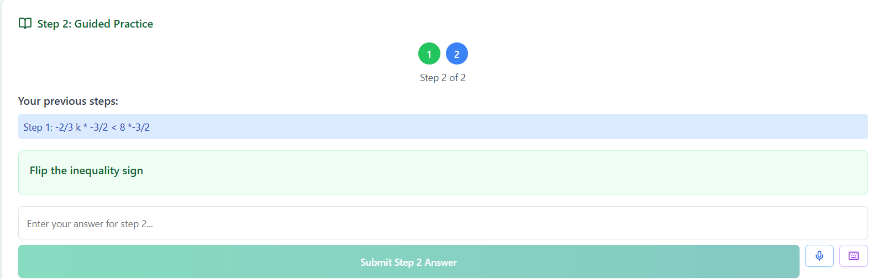 Step 2: Guided Practice
1 2
Step 2 of 2
Your previous steps:
Step 1: -2/3 k * -3/2 < 8 *-3/2
Flip the inequality sign
Enter your answer for step 2...
Submit Step 2 Answer